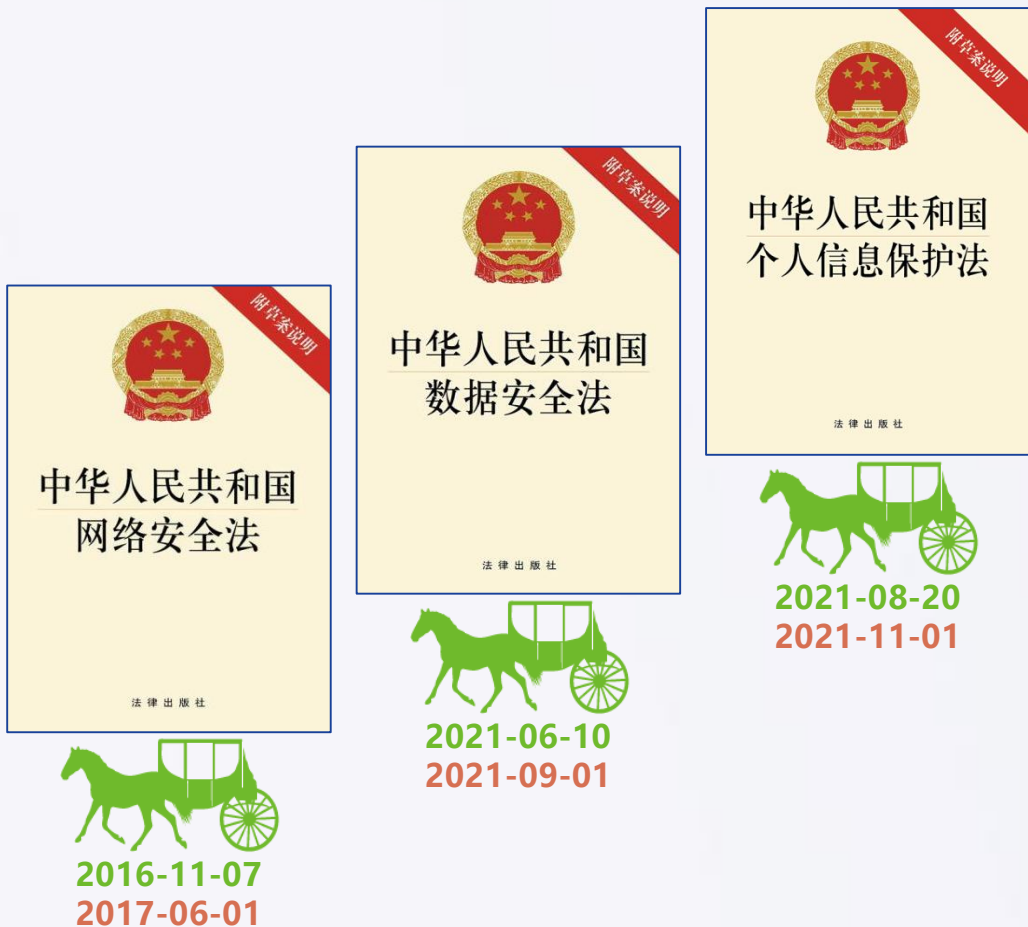 附草案说明
中华人民共和国
网络安全法
法律出版社
2016-11-07
2017-06-01
附草案说明
中华人民共和国
数据安全法
法律出版社
2021-06-10
2021-09-01
附草案说明
中华人民共和国
个人信息保护法
法律出版社
2021-08-20
2021-11-01